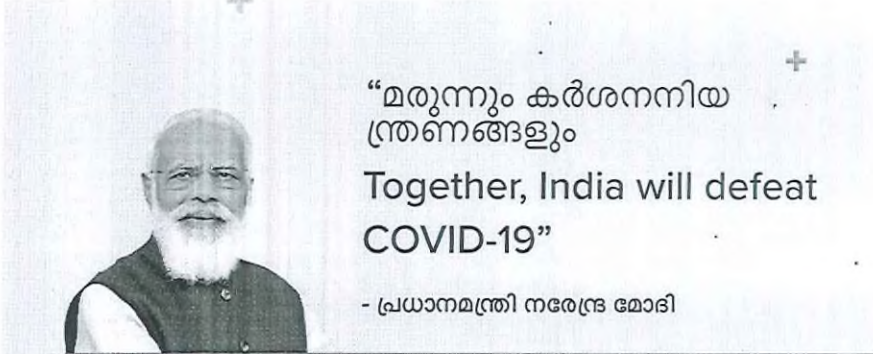 “മരുന്നും കർശനനിയ
ന്ത്രണങ്ങളും
Together, India will defeat
COVID-19”
- പ്രധാനമന്ത്രി നരേന്ദ്ര മോദി